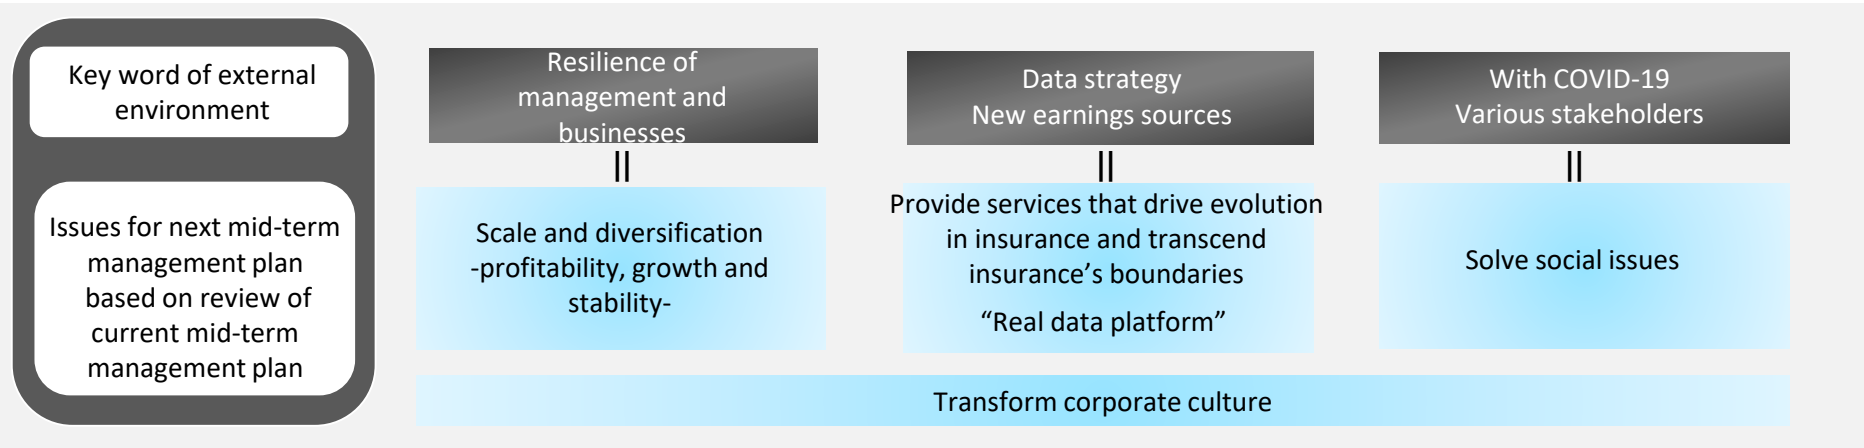 Key word of external
environment
Resilience of
management and
businesses
Data strategy
New earnings sources
With COVID-19
Various stakeholders
Issues for next mid-term
management plan
based on review of
current mid-term
management plan
Scale and diversification
-profitability, growth and
stability-
Provide services that drive evolution
in insurance and transcend
insurance’s boundaries
“Real data platform”
Solve social issues
Transform corporate culture